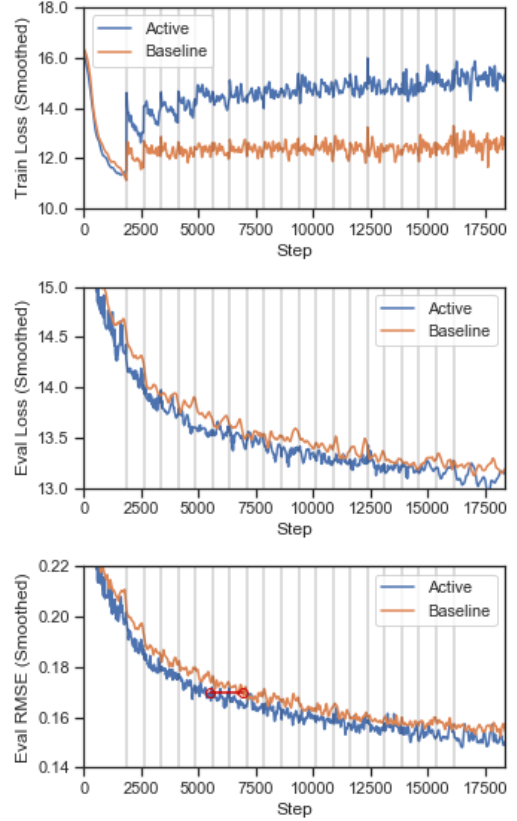 Train Loss (Smoothed)
18.0
16.0
14.0
12.0
10.0
Active
Baseline
0 2500 5000 7500 10000 12500 15000 17500
Step
Eval Loss (Smoothed)
15.0
14.5
14.0
13.5
13.0
Active
Baseline
0 2500 5000 7500 10000 12500 15000 17500
Step
Eval RMSE (Smoothed)
0.22
0.20
0.18
0.16
0.14
Active
Baseline
0 2500 5000 7500 10000 12500 15000 17500
Step